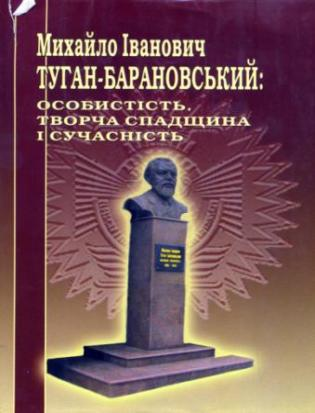 Михайло Іванович
ТУГАН-БАРАНОВСЬКИЙ:
ОСОБИСТІСТЬ.
ТВОРЧА СПАДЩИНА
І СУЧАСНІСТЬ